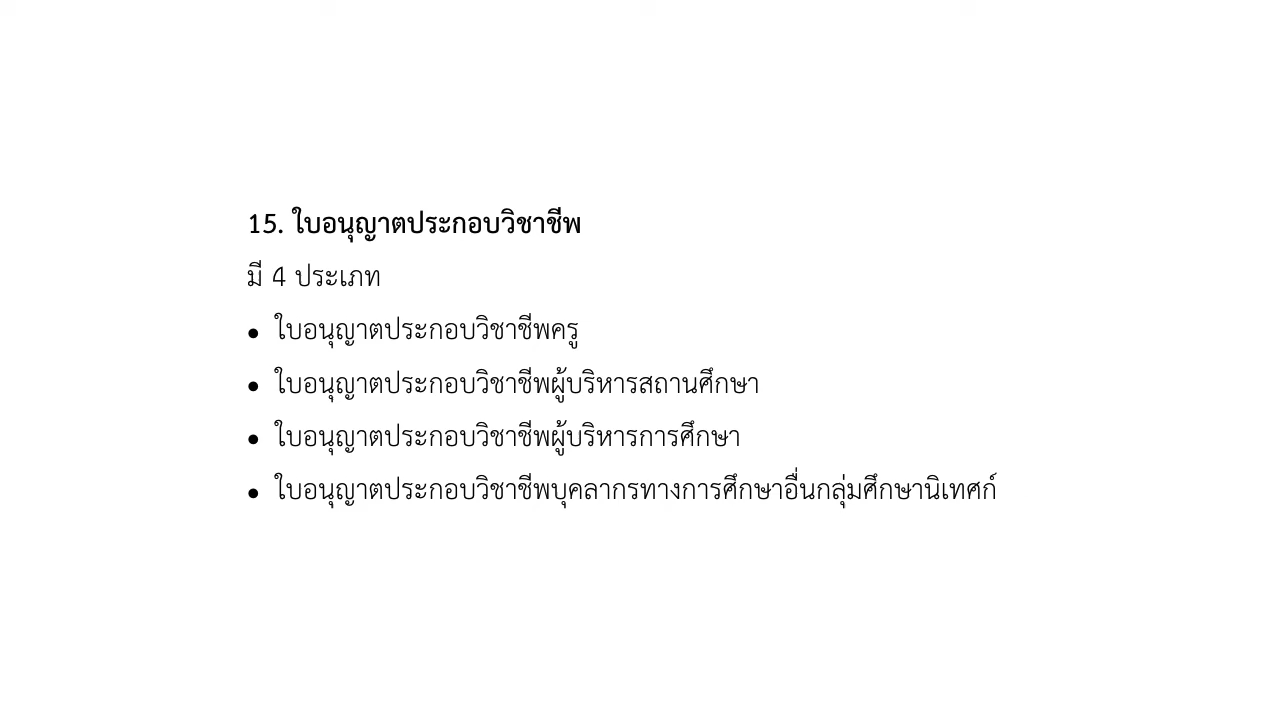 15. ใบอนุญาตประกอบวิชาชีพ
มี 4 ประเภท
● ใบอนุญาตประกอบวิชาชีพครู
● ใบอนุญาตประกอบวิชาชีพผู้บริหารสถานศึกษา
● ใบอนุญาตประกอบวิชาชีพผู้บริหารการศึกษา
● ใบอนุญาตประกอบวิชาชีพบุคลากรทางการศึกษาอื่นกลุ่มศึกษานิเทศก์